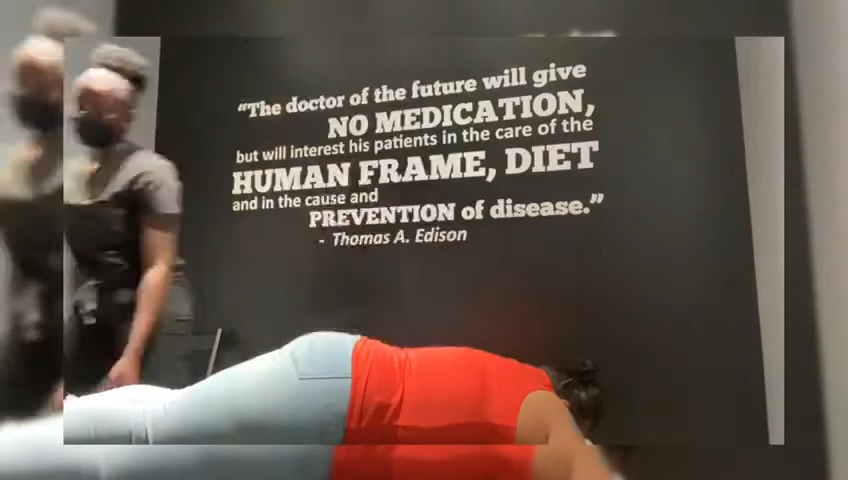 “The doctor of the future will give
NO MEDICATION,
but will interest his patients in the care of the
HUMAN FRAME, DIET
and in the cause and
PREVENTION of disease.”
- Thomas A. Edison